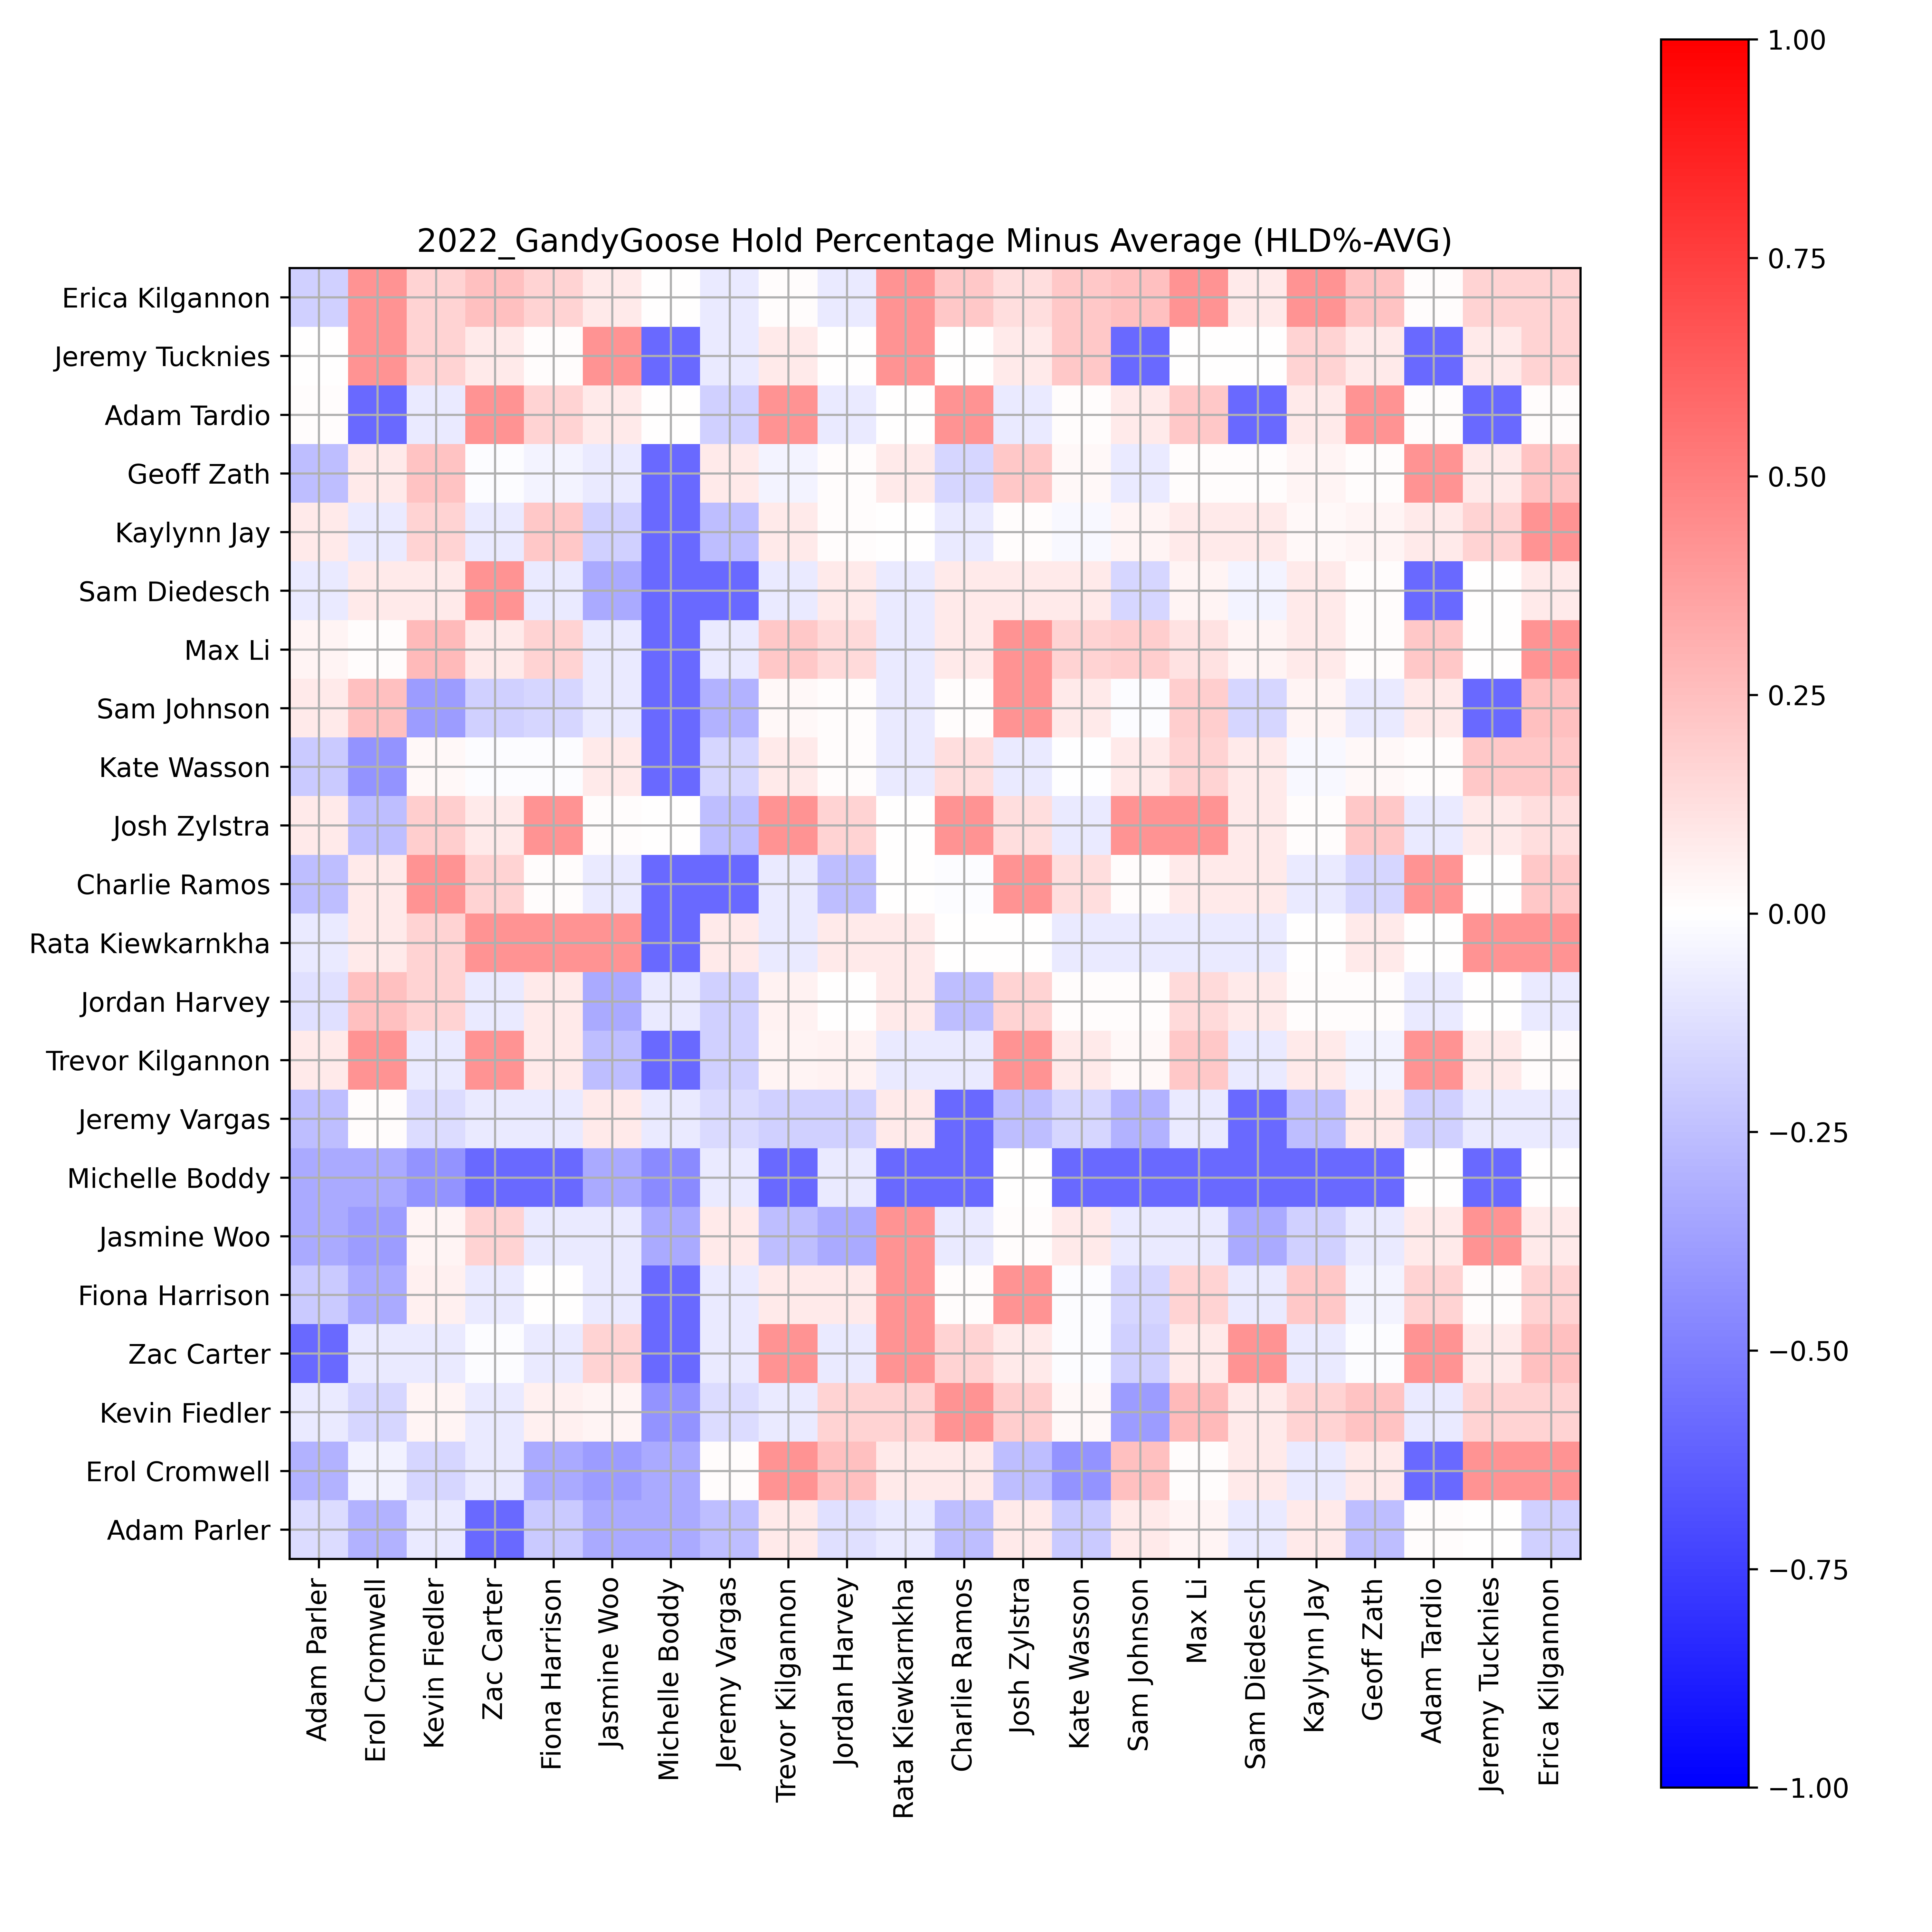 2022_GandyGoose Hold Percentage Minus Average (HLD%-AVG)
Erica Kilgannon
Jeremy Tucknies
Adam Tardio
Geoff Zath
Kaylynn Jay
Sam Diedesch
Max Li
Sam Johnson
Kate Wasson
Josh Zylstra
Charlie Ramos
Rata Kiewkarnkha
Jordan Harvey
Trevor Kilgannon
Jeremy Vargas
Michelle Boddy
Jasmine Woo
Fiona Harrison
Zac Carter
Kevin Fiedler
Erol Cromwell
Adam Parler
Adam Parler
Erol Cromwell
Kevin Fiedler
Zac Carter
Fiona Harrison
Jasmine Woo
Michelle Boddy
Jeremy Vargas
Trevor Kilgannon
Jordan Harvey
Rata Kiewkarnkha
Charlie Ramos
Josh Zylstra
Kate Wasson
Sam Johnson
Max Li
Sam Diedesch
Kaylynn Jay
Geoff Zath
Adam Tardio
Jeremy Tucknies
Erica Kilgannon
1.00
0.75
0.50
0.25
0.00
−0.25
−0.50
−0.75
−1.00